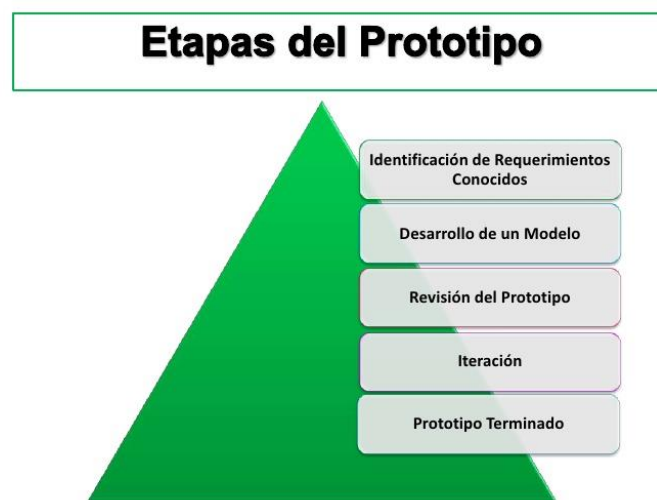 Etapas del Prototipo
Identificación de Requerimientos
Conocidos
Desarrollo de un Modelo
Revisión del Prototipo
Iteración
Prototipo Terminado